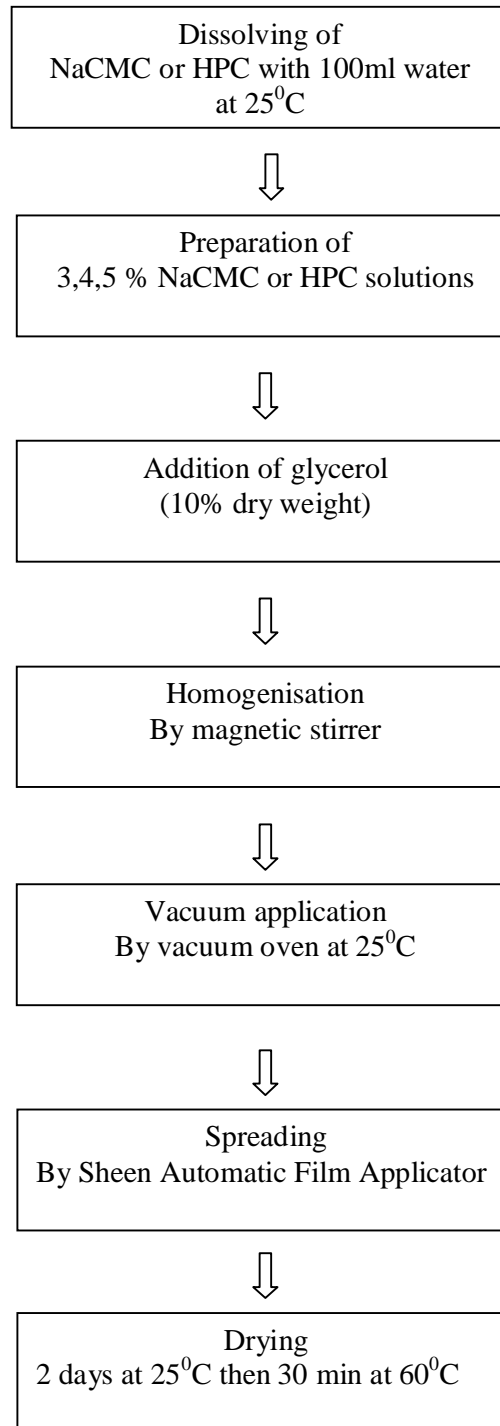 Dissolving of
NaCMC or HPC with 100ml water
at 25⁰C
Preparation of
3,4,5 % NaCMC or HPC solutions
Addition of glycerol
(10% dry weight)
Homogenisation
By magnetic stirrer
Vacuum application
By vacuum oven at 25⁰C
Spreading
By Sheen Automatic Film Applicator
Drying
2 days at 25⁰C then 30 min at 60⁰C